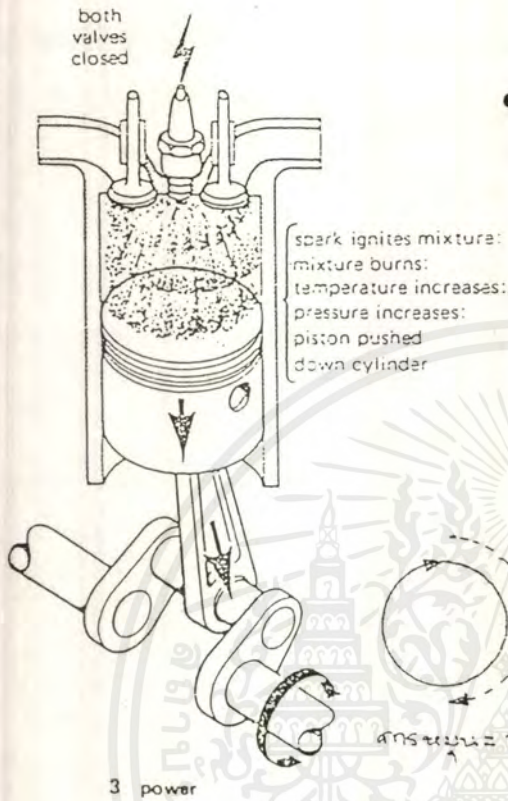 both
valves
closed
spark ignites mixture:
mixture burns:
temperature increases:
pressure increases:
piston pushed
down cylinder
3 power